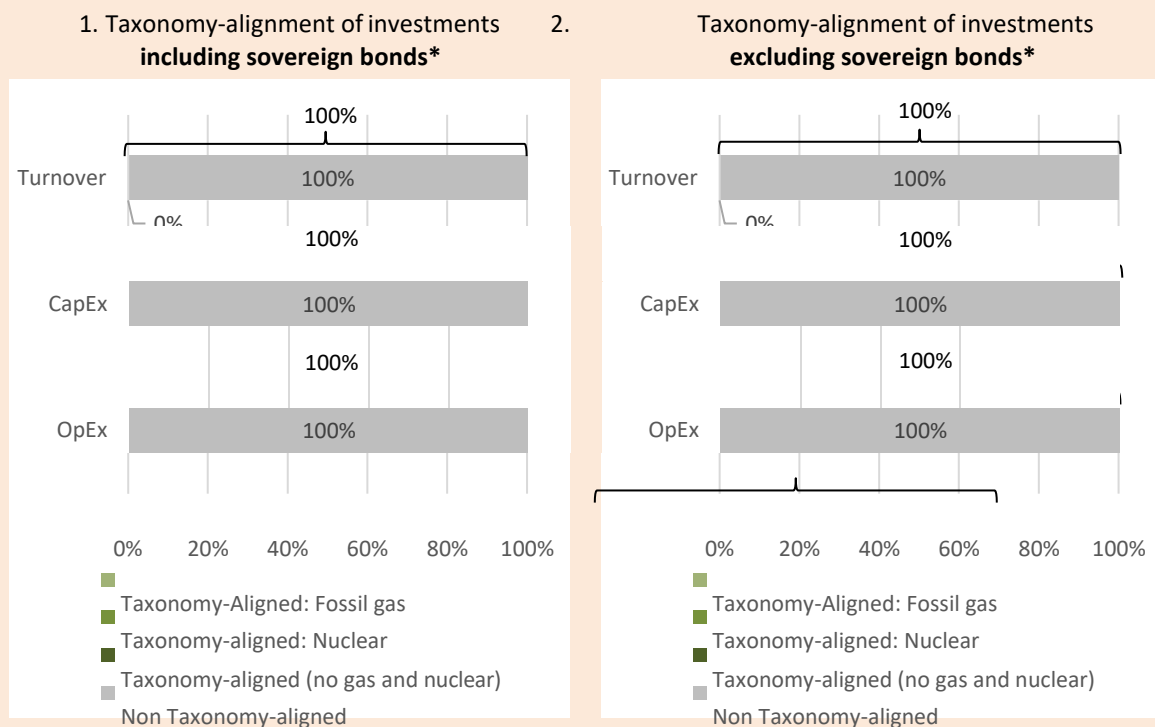 1. Taxonomy-alignment of investments
including sovereign bonds*
100%
Turnover
100%
0%
100%
CapEx
100%
100%
OpEx
100%
0% 20% 40% 60% 80% 100%
Taxonomy-Aligned: Fossil gas
Taxonomy-aligned: Nuclear
Taxonomy-aligned (no gas and nuclear)
Non Taxonomy-aligned
2. Taxonomy-alignment of investments
excluding sovereign bonds*
100%
Turnover
100%
0%
100%
CapEx
100%
100%
OpEx
100%
0% 20% 40% 60% 80% 100%
Taxonomy-Aligned: Fossil gas
Taxonomy-aligned: Nuclear
Taxonomy-aligned (no gas and nuclear)
Non Taxonomy-aligned